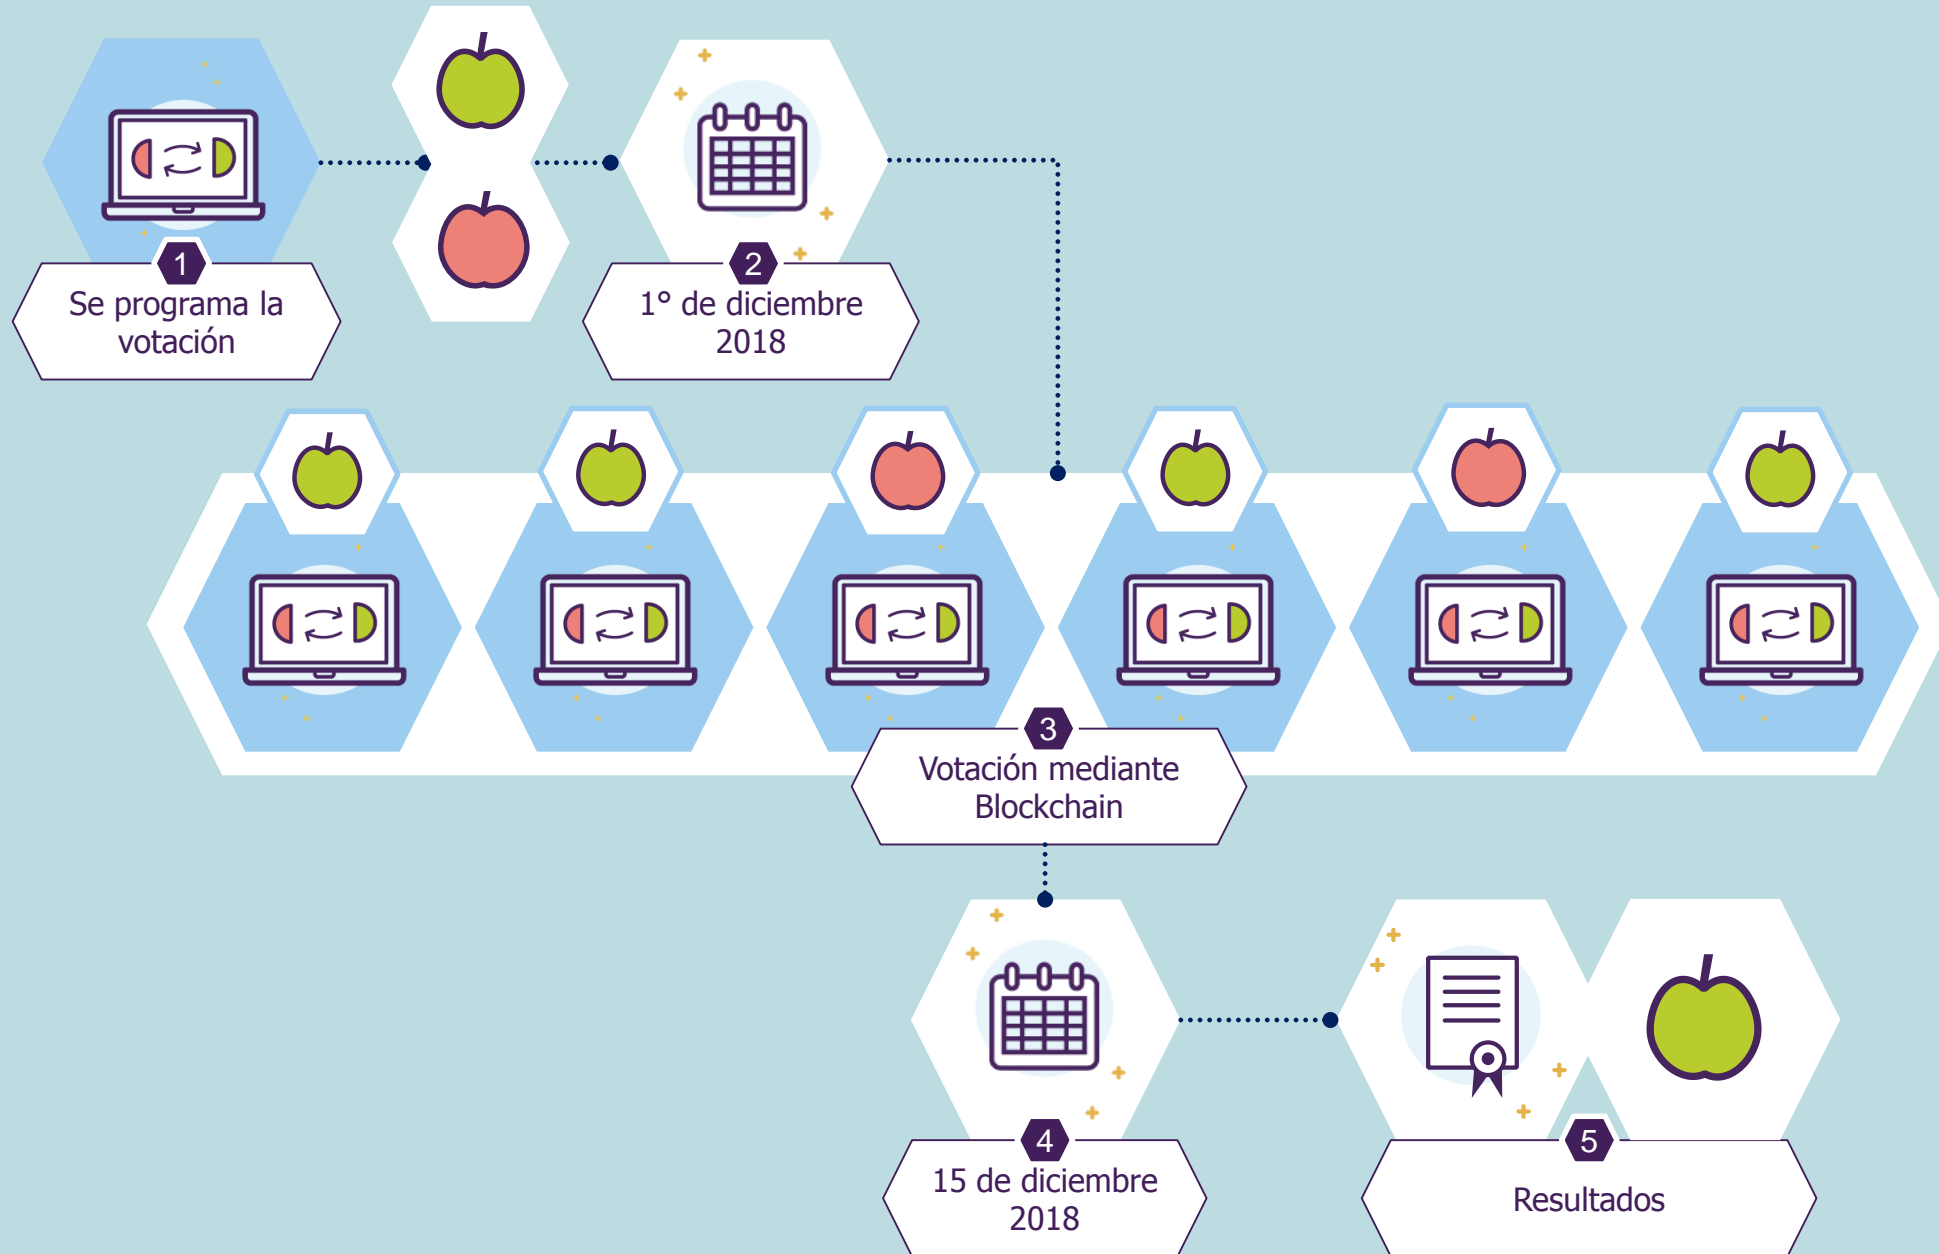 1
Se programa la
votación
2
1° de diciembre
2018
3
Votación mediante
Blockchain
4
15 de diciembre
2018
5
Resultados